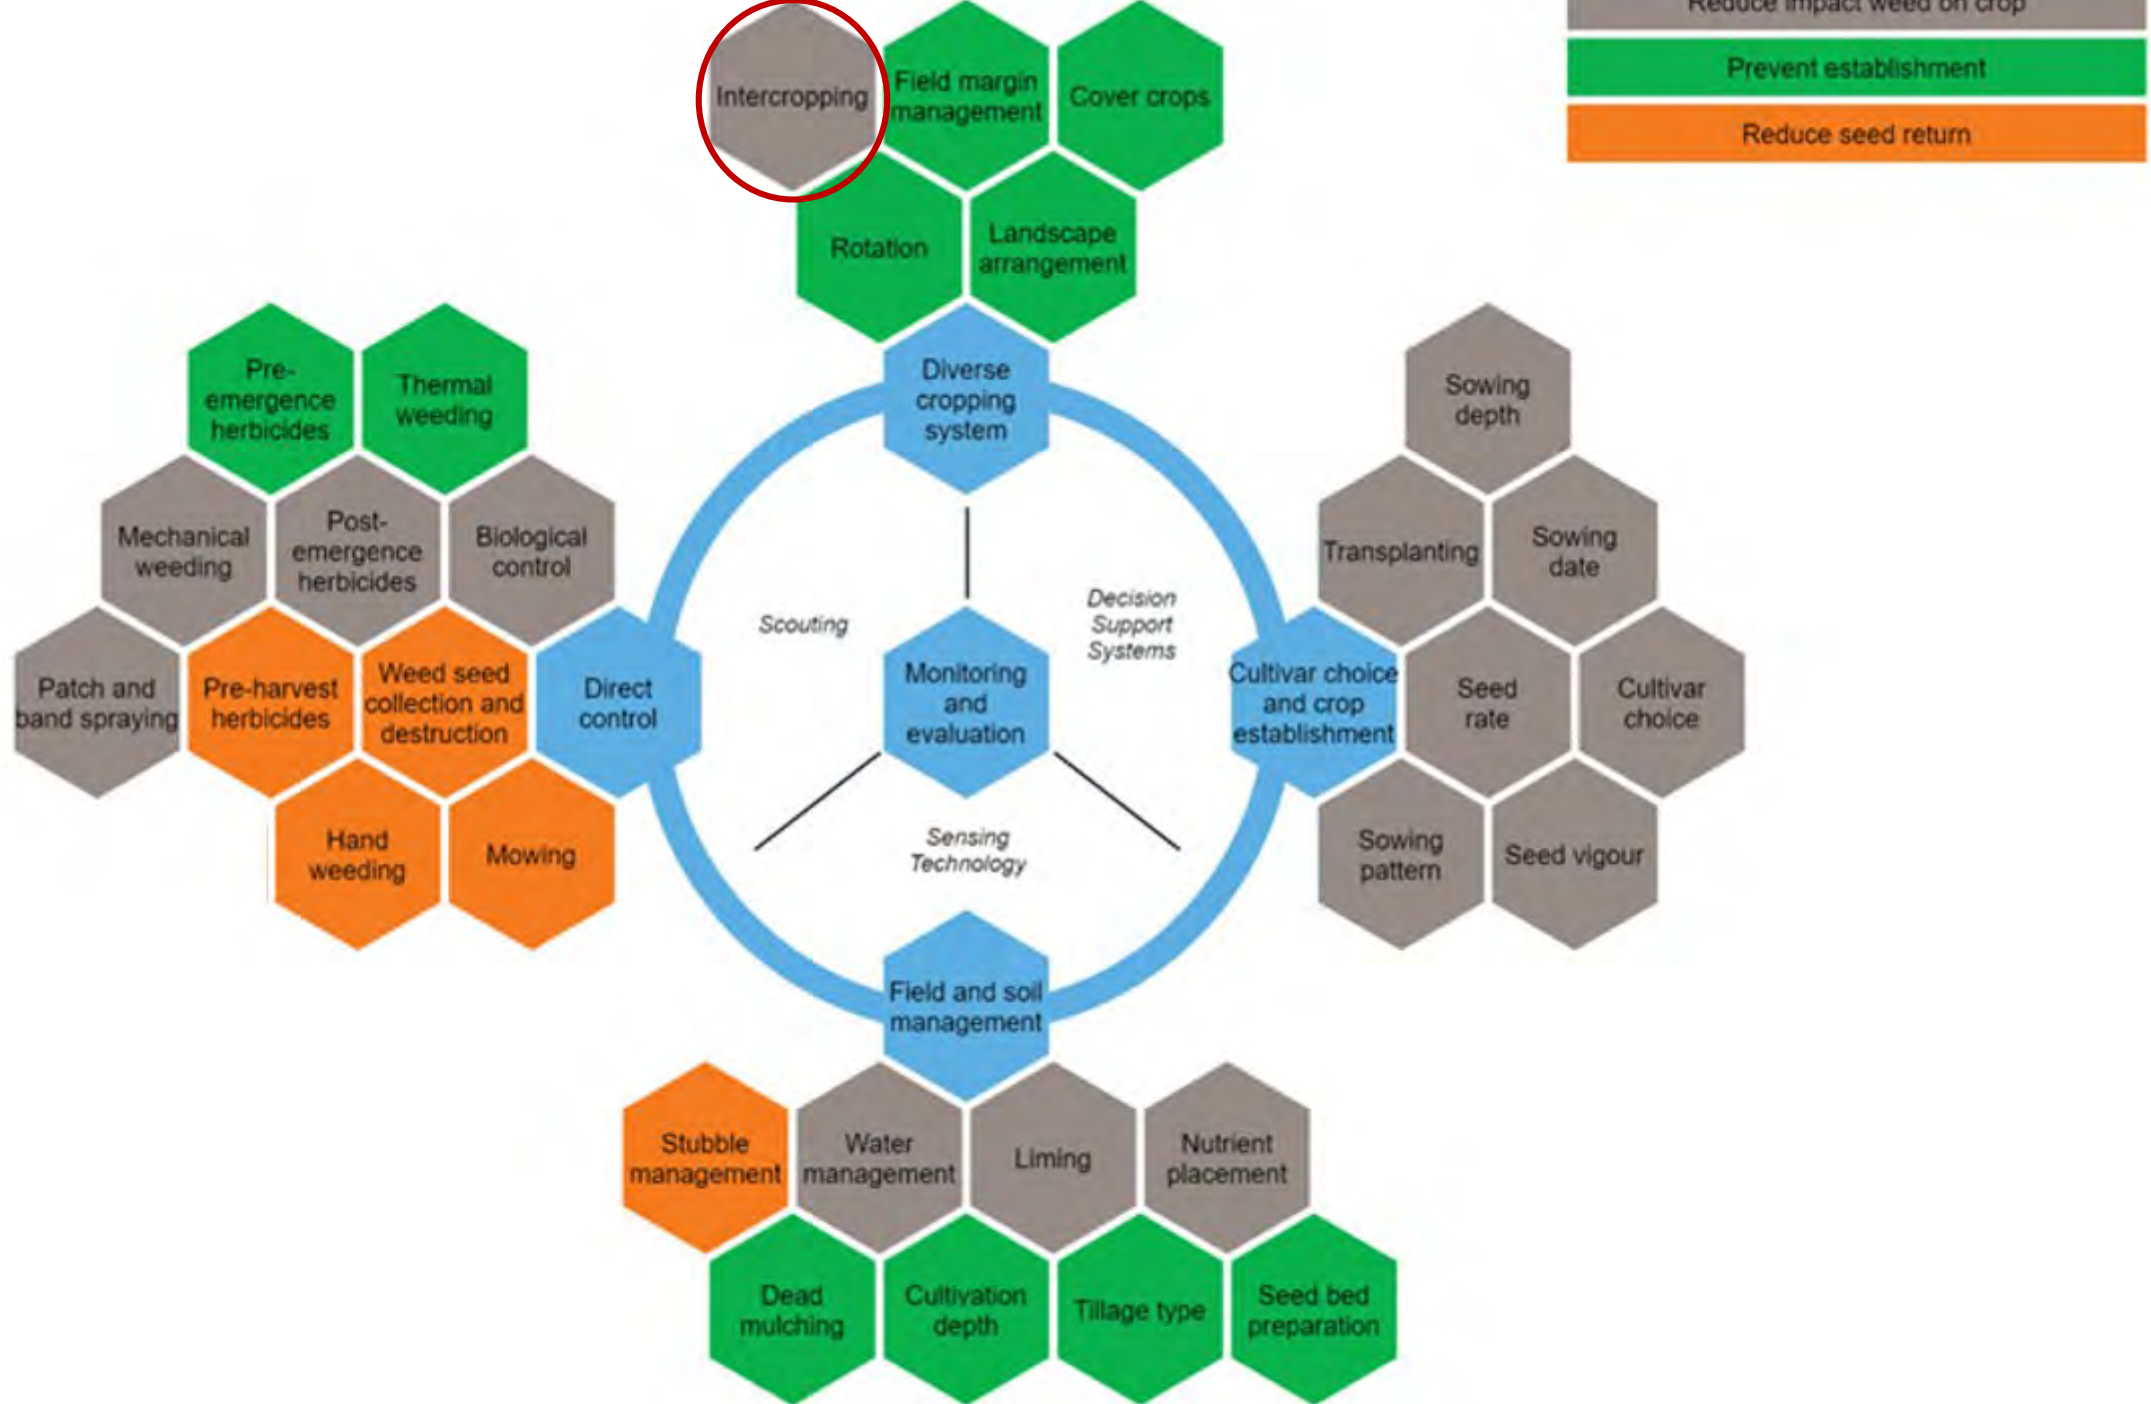 Reduce impact weed on crop
Prevent establishment
Reduce seed return
Intercropping
Field margin
management
Cover crops
Rotation
Landscape
arrangement
Diverse
cropping
system
Pre-
emergence
herbicides
Thermal
weeding
Mechanical
weeding
Post-
emergence
herbicides
Biological
control
Patch and
band spraying
Pre-harvest
herbicides
Weed seed
collection and
destruction
Direct
control
Hand
weeding
Mowing
Scouting
Decision
Support
Systems
Monitoring
and
evaluation
Sensing
Technology
Cultivar choice
and crop
establishment
Sowing
depth
Transplanting
Sowing
date
Seed
rate
Cultivar
choice
Sowing
pattern
Seed vigour
Field and soil
management
Stubble
management
Water
management
Liming
Nutrient
placement
Dead
mulching
Cultivation
depth
Tillage type
Seed bed
preparation